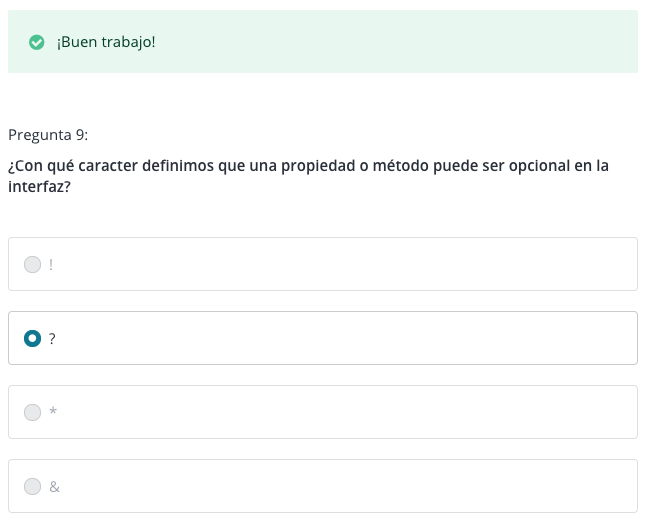 ¡Buen trabajo!
Pregunta 9:
¿Con qué caracter definimos que una propiedad o método puede ser opcional en la
interfaz?
!
?
*
&